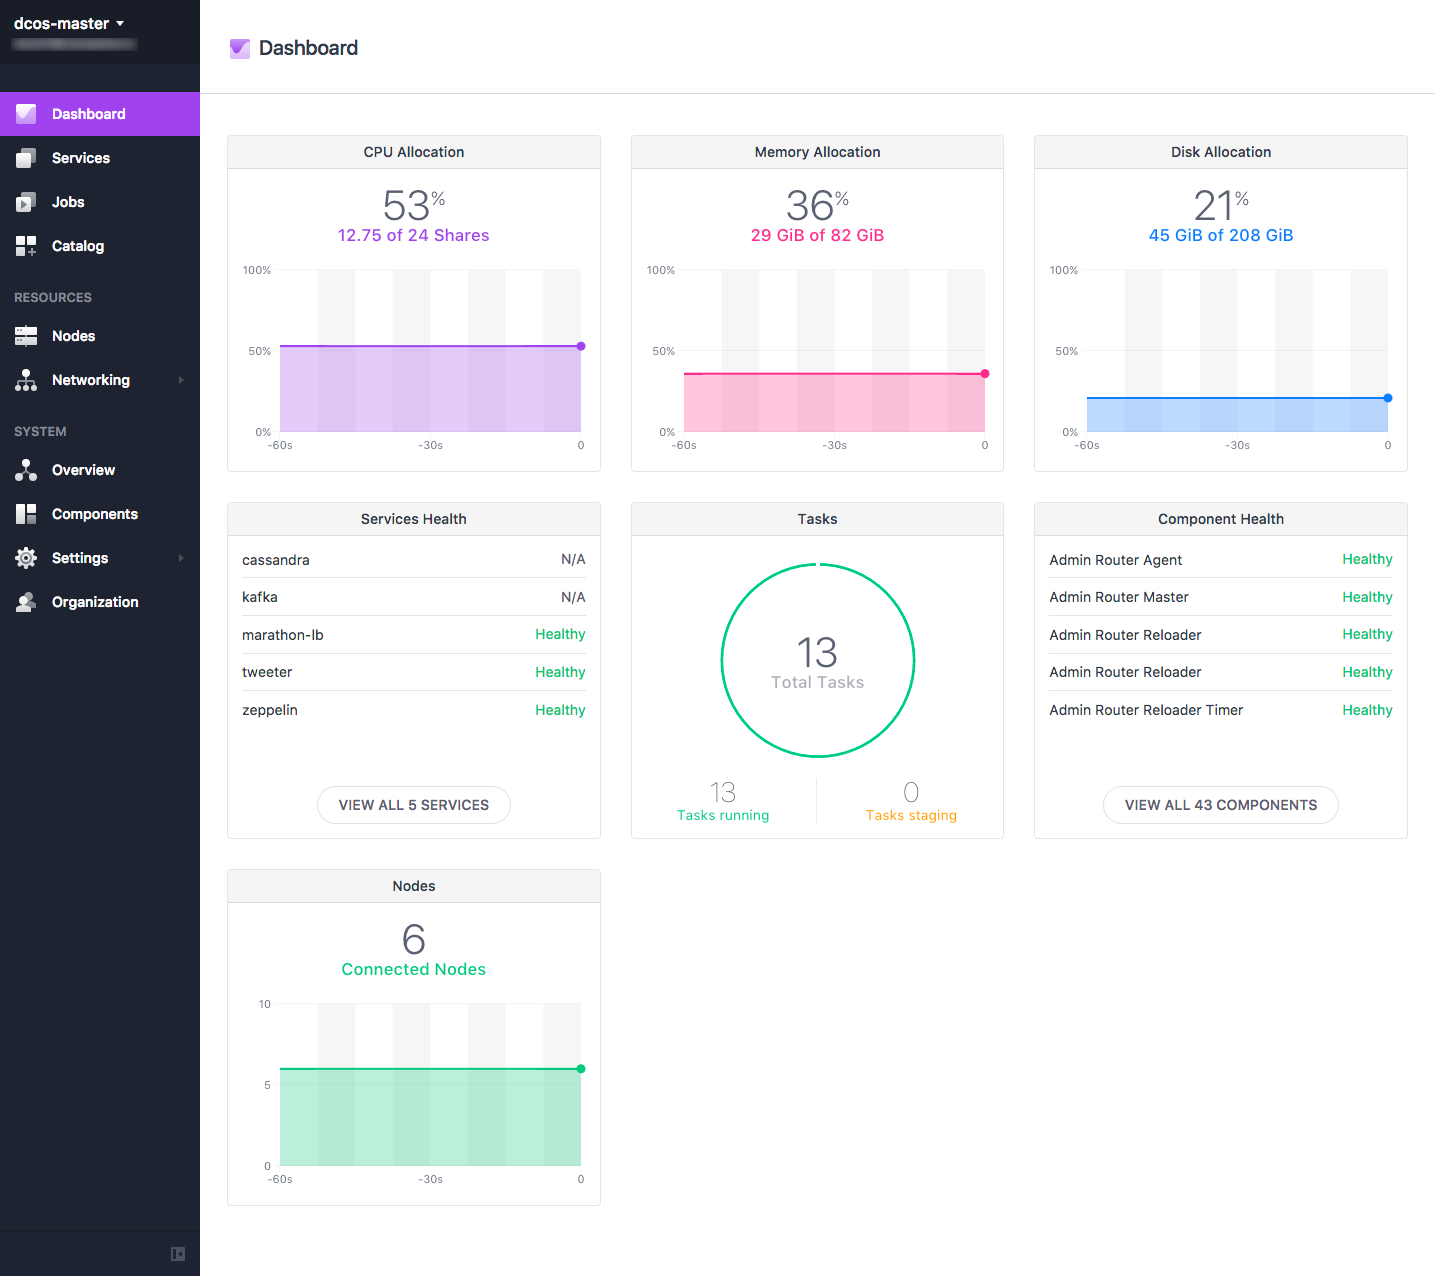 dcos-master
Dashboard
Services
Jobs
Catalog
RESOURCES
Nodes
Networking
SYSTEM
Overview
Components
Settings
Organization
Dashboard
CPU Allocation
53%
12.75 of 24 Shares
100%
50%
0%
-60s -30s 0
Memory Allocation
36%
29 GiB of 82 GiB
100%
50%
0%
-60s -30s 0
Disk Allocation
21%
45 GiB of 208 GiB
100%
50%
0%
-60s -30s 0
Services Health
cassandra N/A
kafka N/A
marathon-lb Healthy
tweeter Healthy
zeppelin Healthy
VIEW ALL 5 SERVICES
Tasks
13
Total Tasks
13 0
Tasks running Tasks staging
Component Health
Admin Router Agent Healthy
Admin Router Master Healthy
Admin Router Reloader Healthy
Admin Router Reloader Healthy
Admin Router Reloader Timer Healthy
VIEW ALL 43 COMPONENTS
Nodes
6
Connected Nodes
10
5
0
-60s -30s 0